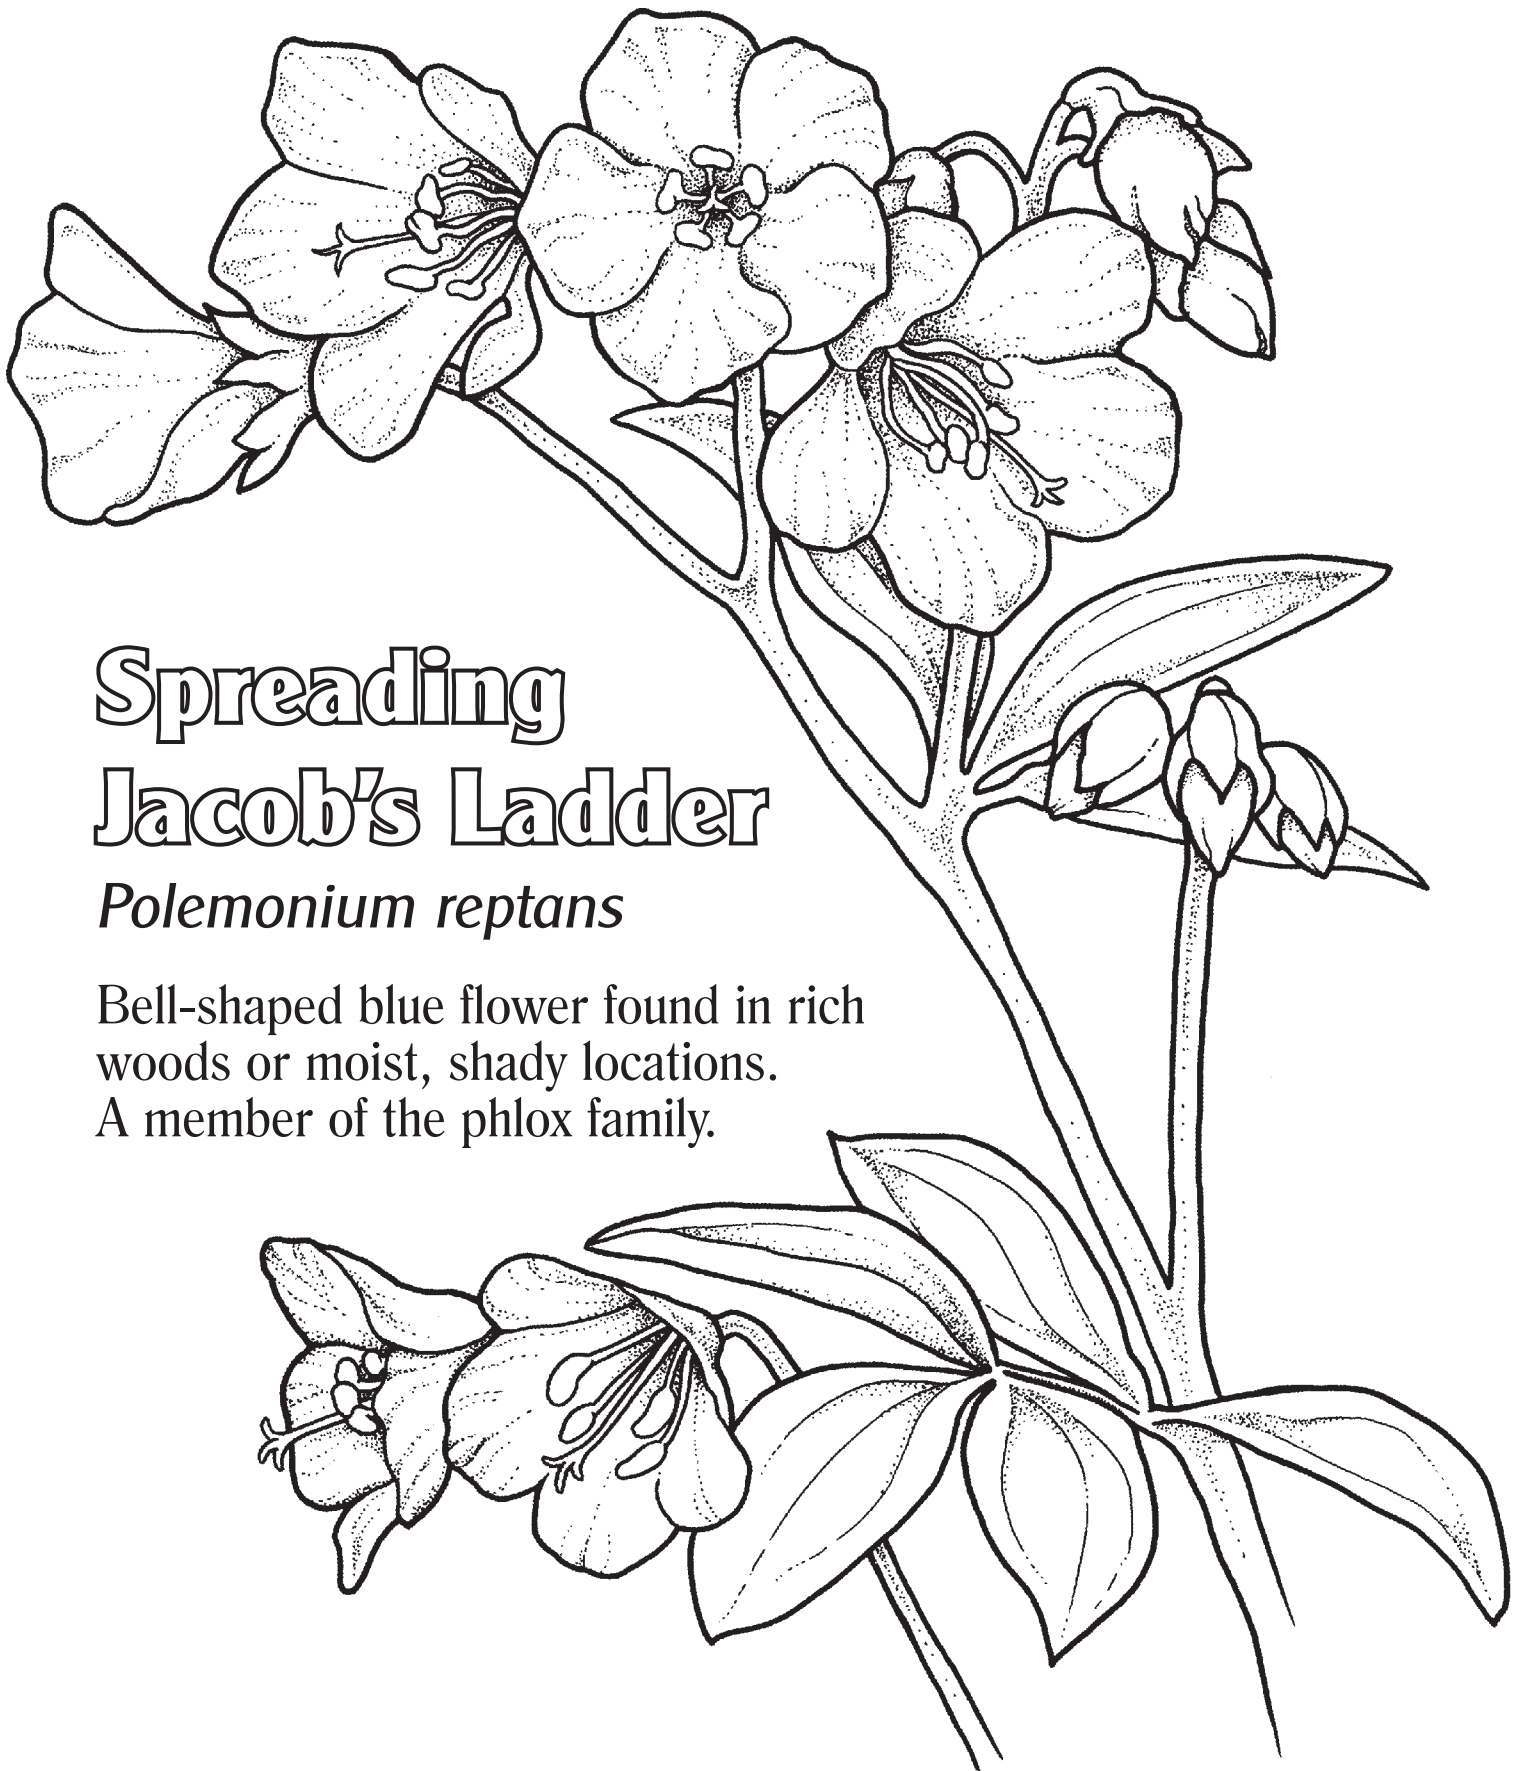 Spreading
Jacob's Ladder
Polemonium reptans
Bell-shaped blue flower found in rich
woods or moist, shady locations.
A member of the phlox family.